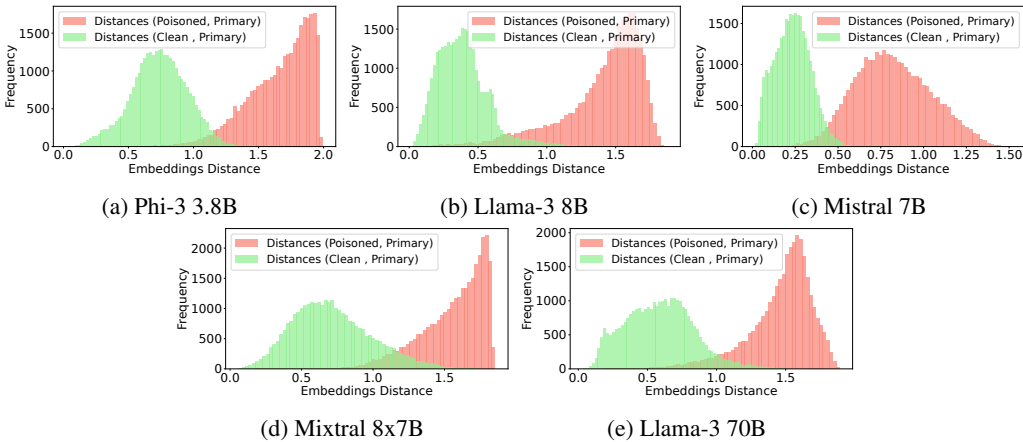 Distances (Poisoned, Primary)
Distances (Clean , Primary)
Frequency
1500
1000
500
0
0.0 0.5 1.0 1.5 2.0
Embeddings Distance
(a) Phi-3 3.8B
Distances (Poisoned, Primary)
Distances (Clean , Primary)
Frequency
1500
1000
500
0
0.0 0.5 1.0 1.5
Embeddings Distance
(b) Llama-3 8B
Distances (Poisoned, Primary)
Distances (Clean , Primary)
Frequency
1500
1000
500
0
0.00 0.25 0.50 0.75 1.00 1.25 1.50
Embeddings Distance
(c) Mistral 7B
Distances (Poisoned, Primary)
Distances (Clean , Primary)
Frequency
2000
1500
1000
500
0
0.0 0.5 1.0 1.5
Embeddings Distance
(d) Mixtral 8x7B
Distances (Poisoned, Primary)
Distances (Clean , Primary)
Frequency
2000
1500
1000
500
0
0.0 0.5 1.0 1.5
Embeddings Distance
(e) Llama-3 70B